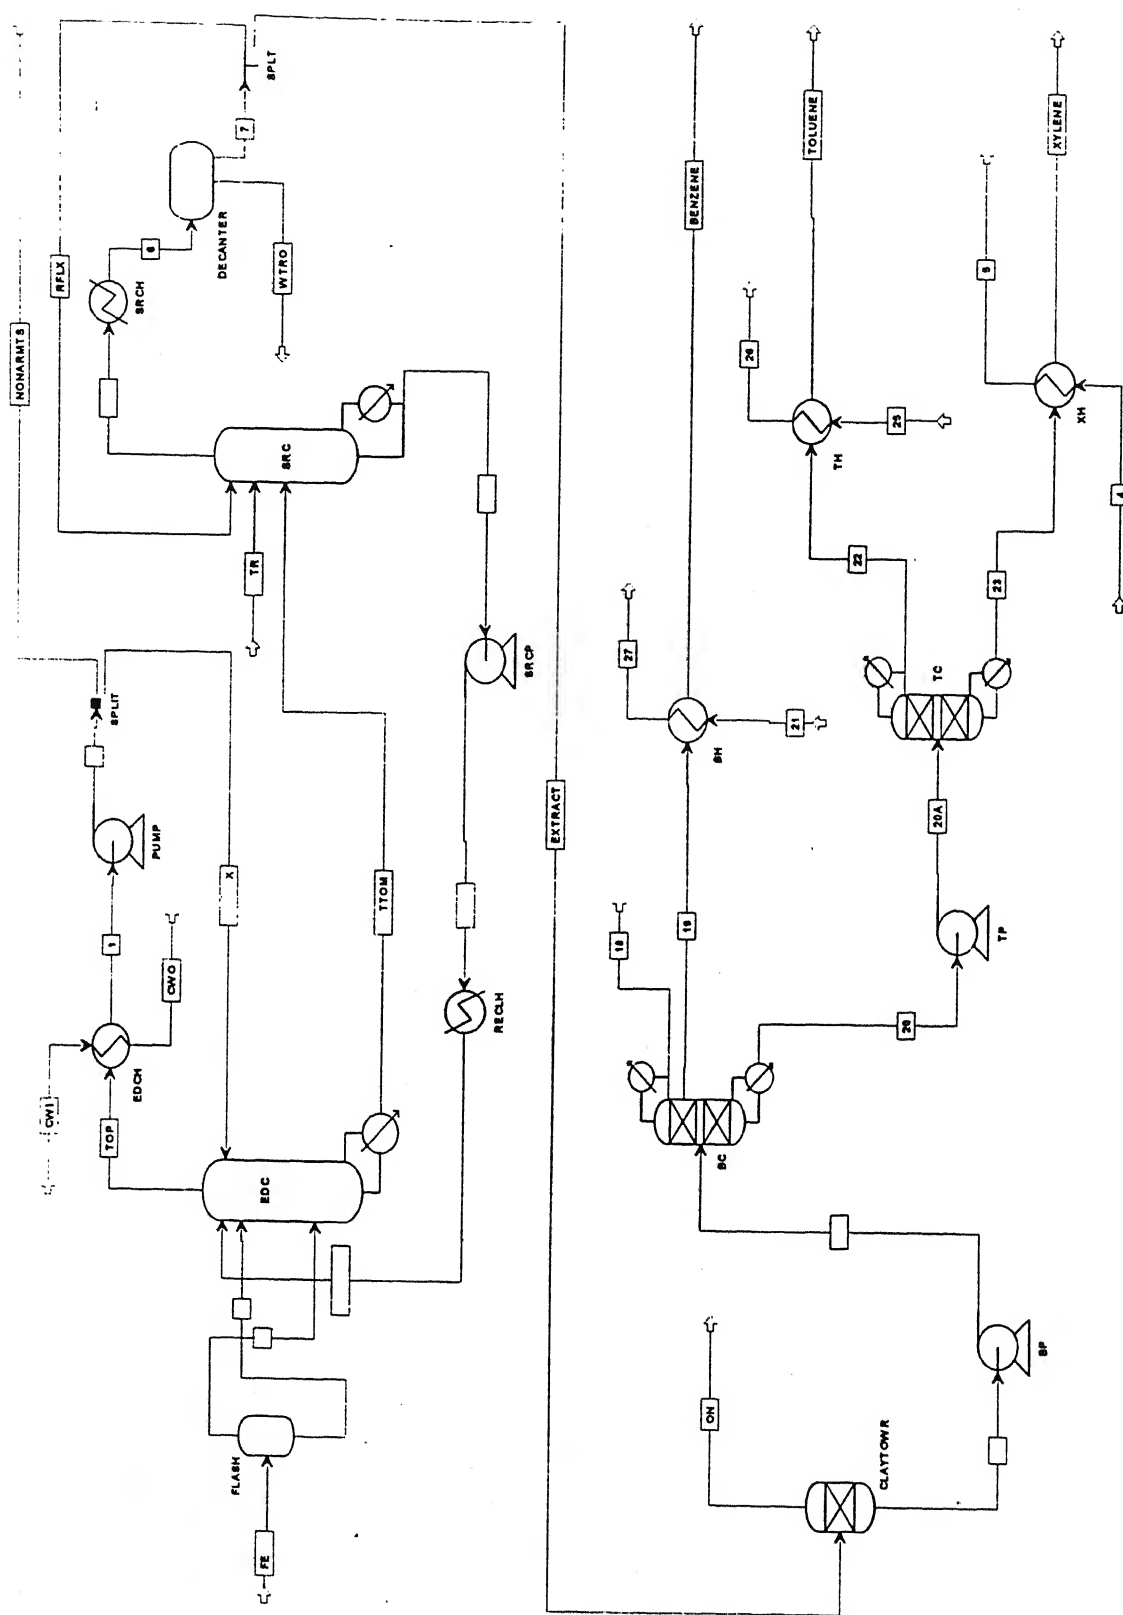 NONARMTS
RFLX
7
SPLT
6
SRCH
DECANTER
WTRO
SRC
TR
SRCP
SPLIT
PUMP
1
X
TTOM
CWO
CWI
EDCH
TOP
EDC
RECLH
FLASH
FE
EXTRACT
BENZENE
TOLUENE
XYLENE
5
26
25
TH
XH
4
22
23
27
21
BH
TC
20A
TP
18
19
20
BC
ON
CLAYTOWR
BP